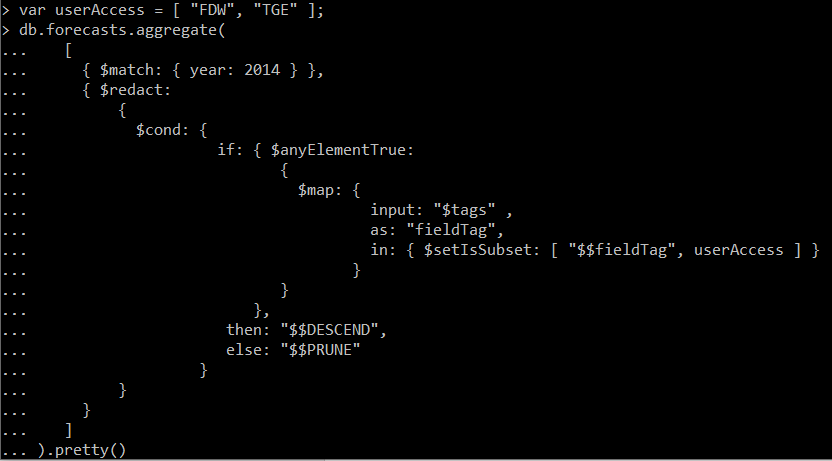 > var userAccess = [ "FDW", "TGE" ];
> db.forecasts.aggregate(
...    [
...      { $match: { year: 2014 } },
...      { $redact:
...          {
...            $cond: {
...                     if: { $anyElementTrue:
...                            {
...                              $map: {
...                                      input: "$tags" ,
...                                      as: "fieldTag",
...                                      in: { $setIsSubset: [ "$$fieldTag", userAccess ] }
...                                    }
...                            }
...                         },
...                      then: "$$DESCEND",
...                      else: "$$PRUNE"
...                   }
...          }
...      }
...    ]
... ).pretty()